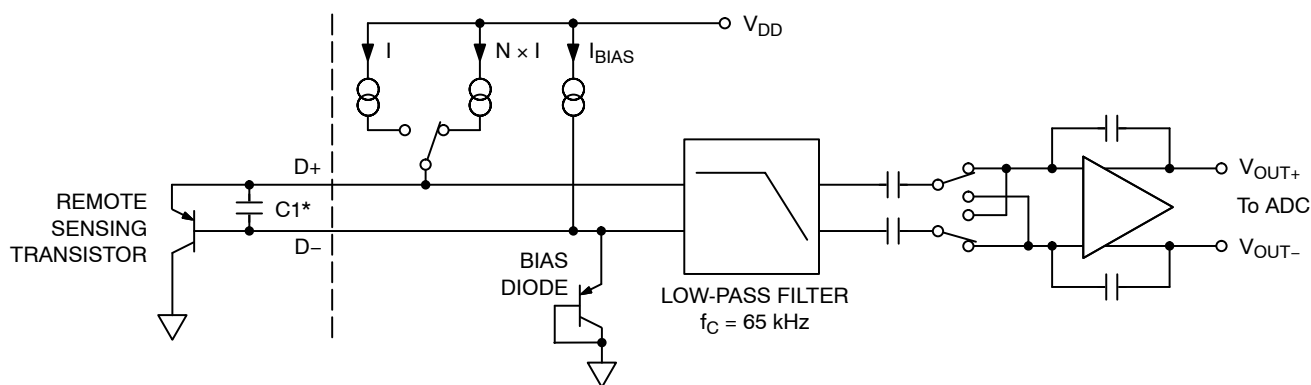 V_DD
I
N × I
I_BIAS
D+
REMOTE
SENSING
TRANSISTOR
C1*
D−
BIAS
DIODE
LOW-PASS FILTER
f_C = 65 kHz
V_OUT+
To ADC
V_OUT−